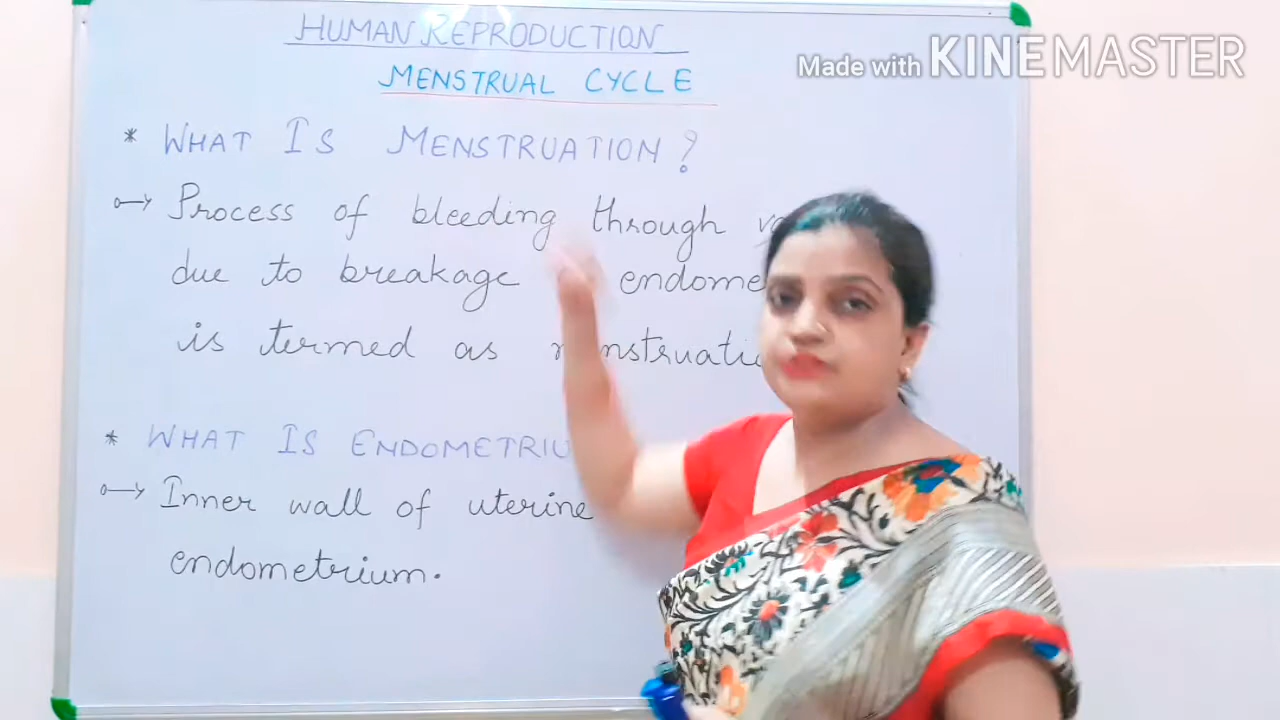 HUMAN REPRODUCTION
Made with KINEMASTER
MENSTRUAL CYCLE
* WHAT IS MENSTRUATION?
Process of bleeding through
due to breakage
is termed as
* WHAT IS
Inner wall of uterine
endometrium.